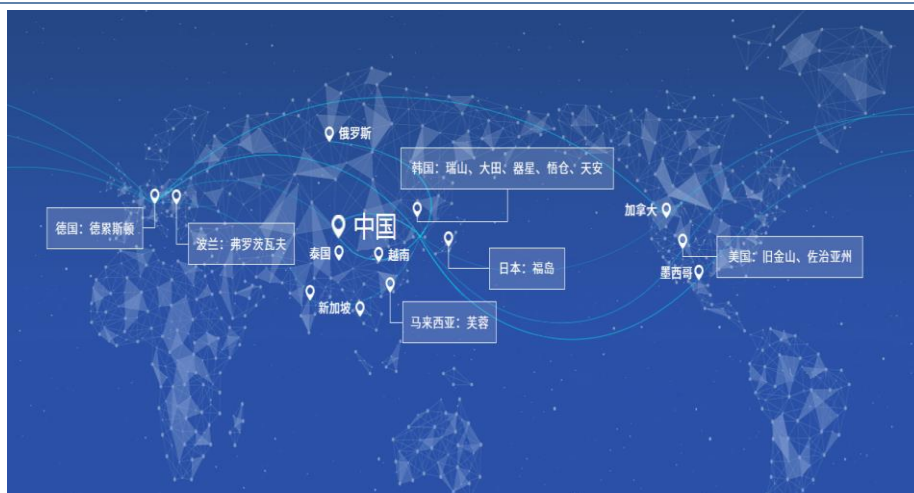 俄罗斯
韩国：瑞山、大田、器星、悟仓、天安
加拿大
德国：德累斯顿
波兰：弗罗茨瓦夫
中国
泰国
越南
日本：福岛
美国：旧金山、佐治亚州
墨西哥
新加坡
马来西亚：芙蓉